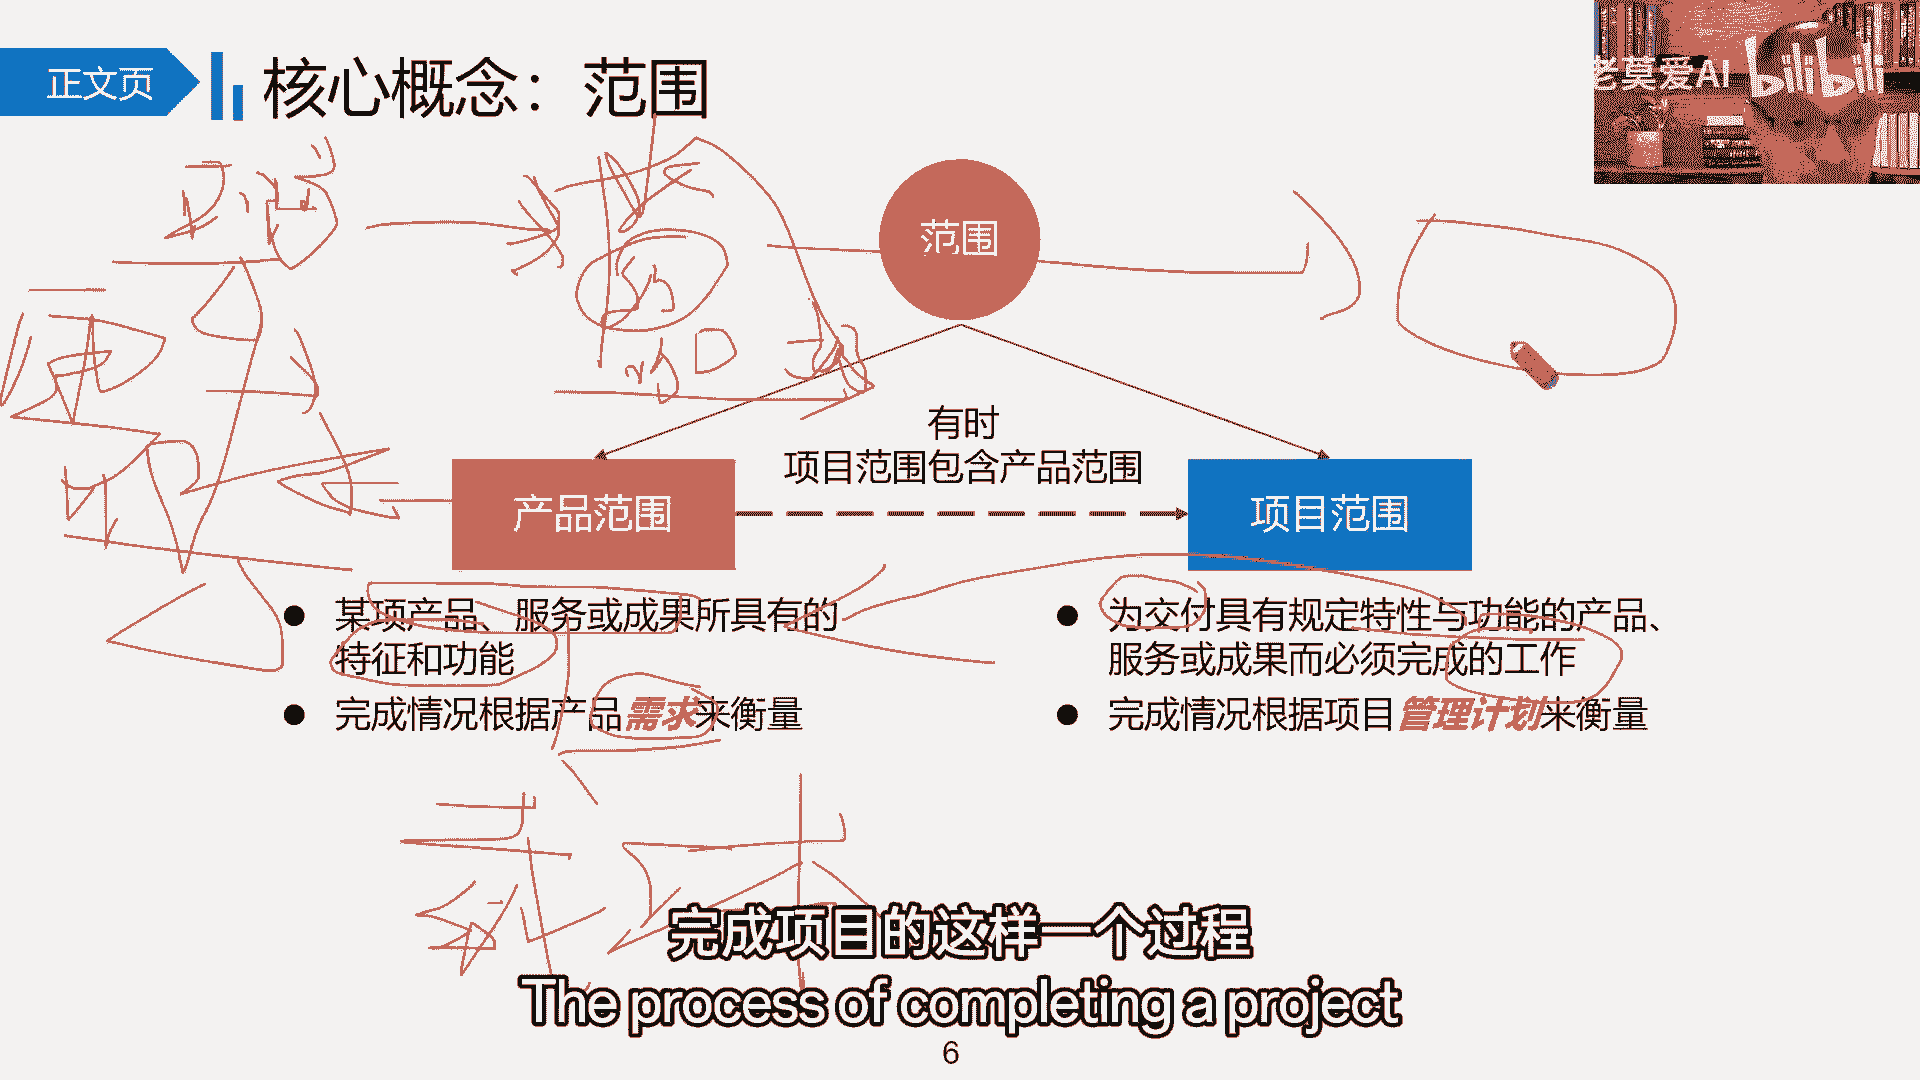 正文页
核心概念：范围
老莫爱AI
bilibili
范围
有时
项目范围包含产品范围
产品范围
项目范围
某项产品、服务或成果所具有的
特征和功能
完成情况根据产品需求来衡量
为交付具有规定特性与功能的产品、
服务或成果而必须完成的工作
完成情况根据项目管理计划来衡量
完成项目的这样一个过程
The process of completing a project
6